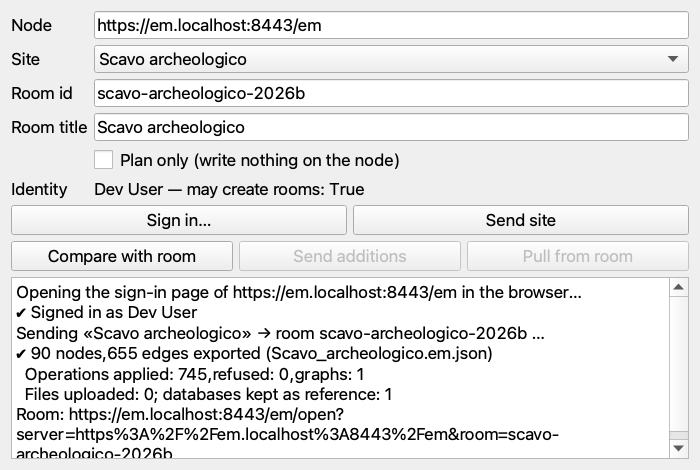 Node https://em.localhost:8443/em
Site Scavo archeologico
Room id scavo-archeologico-2026b
Room title Scavo archeologico
Plan only (write nothing on the node)
Identity Dev User — may create rooms: True
Sign in... Send site
Compare with room Send additions Pull from room
Opening the sign-in page of https://em.localhost:8443/em in the browser...
✔ Signed in as Dev User
Sending «Scavo archeologico» → room scavo-archeologico-2026b ...
✔ 90 nodes,655 edges exported (Scavo_archeologico.em.json)
Operations applied: 745,refused: 0,graphs: 1
Files uploaded: 0; databases kept as reference: 1
Room: https://em.localhost:8443/em/open?
server=https%3A%2F%2Fem.localhost%3A8443%2Fem&room=scavo-
archeologico-2026b